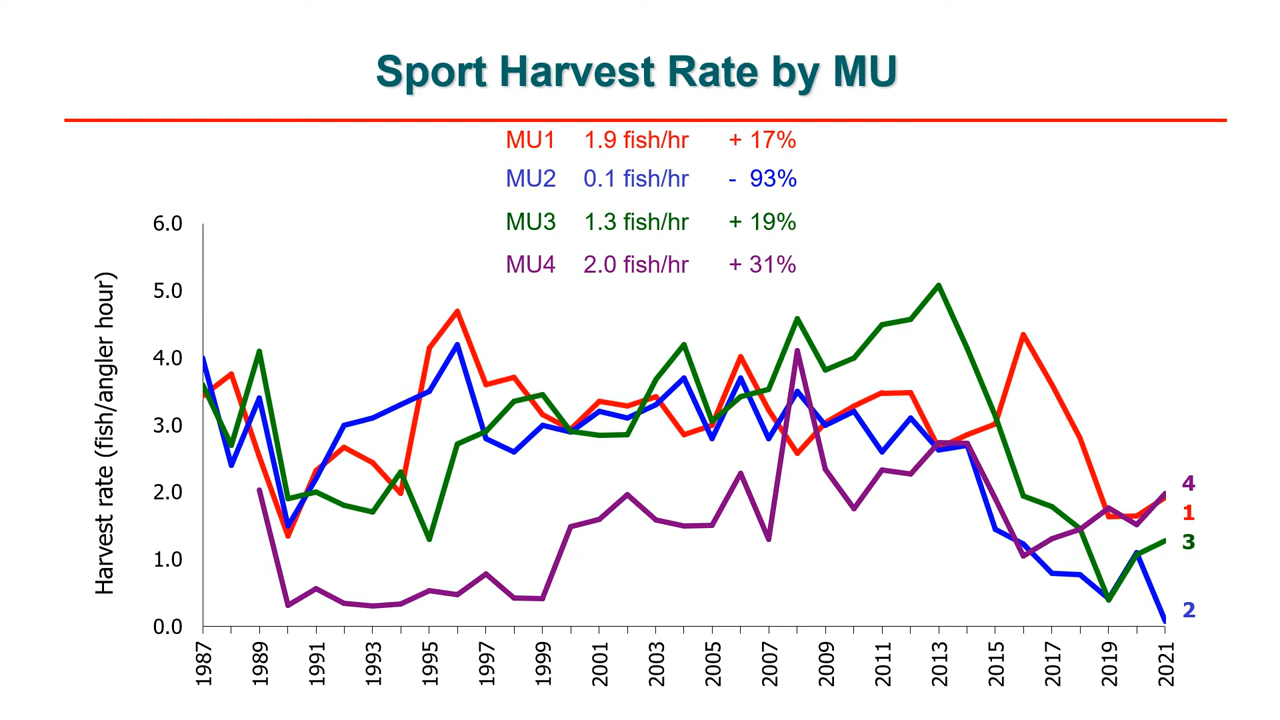 Sport Harvest Rate by MU
MU1 1.9 fish/hr + 17%
MU2 0.1 fish/hr - 93%
MU3 1.3 fish/hr + 19%
MU4 2.0 fish/hr + 31%
Harvest rate (fish/angler hour)
6.0
5.0
4.0
3.0
2.0
1.0
0.0
4
1
3
2
1987 1989 1991 1993 1995 1997 1999 2001 2003 2005 2007 2009 2011 2013 2015 2017 2019 2021